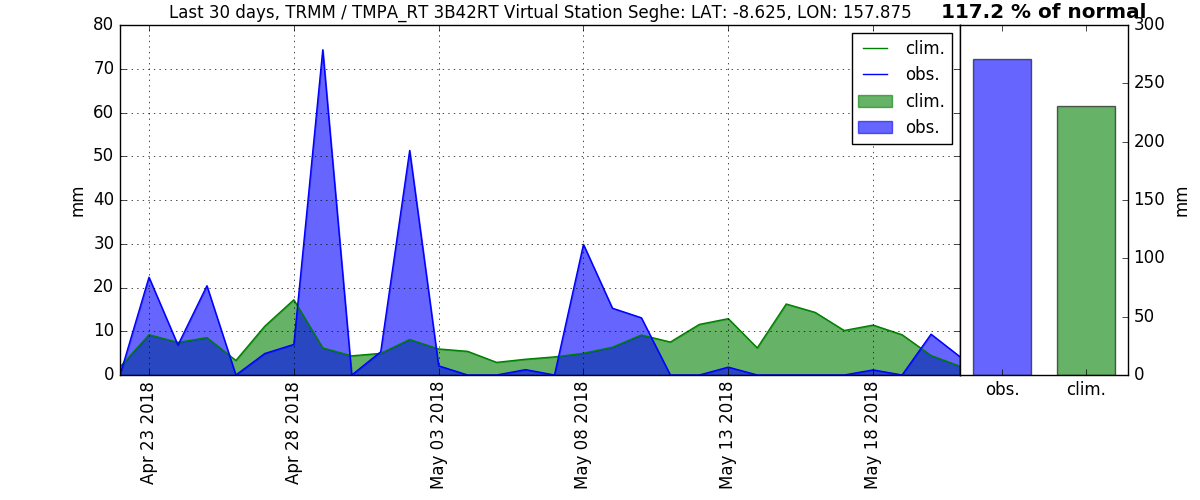 Last 30 days, TRMM / TMPA_RT 3B42RT Virtual Station Seghe: LAT: -8.625, LON: 157.875
117.2 % of normal
80
70
60
50
40
30
20
10
0
mm
clim.
obs.
clim.
obs.
Apr 23 2018
Apr 28 2018
May 03 2018
May 08 2018
May 13 2018
May 18 2018
300
250
200
150
100
50
0
mm
obs.
clim.